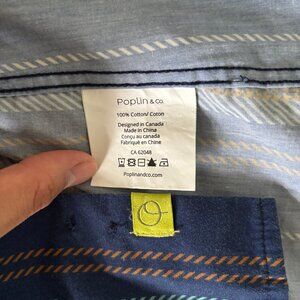 Poplin & Co.
100% Cotton/ Coton
Designed in Canada
Made in China
Conçu au canada
Fabriqué en Chine
CA 62048
Poplinandco.com